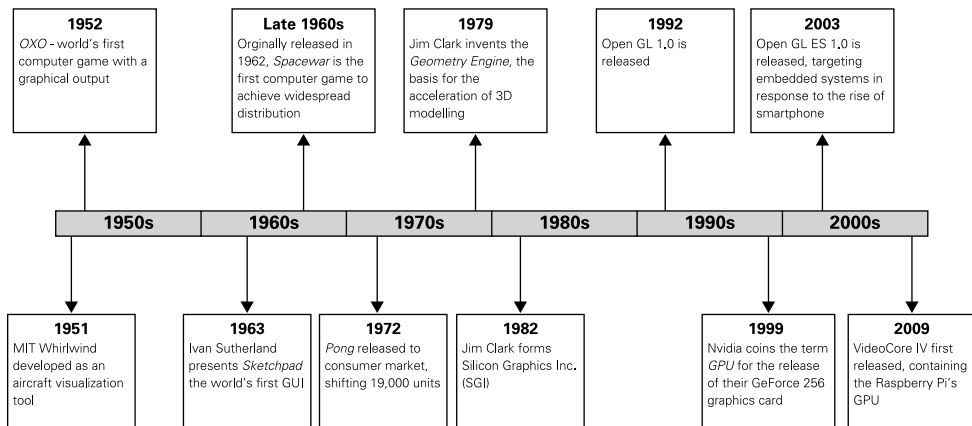 1952
OXO - world's first
computer game with a
graphical output
Late 1960s
Orginally released in
1962, Spacewar is the
first computer game to
achieve widespread
distribution
1979
Jim Clark invents the
Geometry Engine, the
basis for the
acceleration of 3D
modelling
1992
Open GL 1.0 is
released
2003
Open GL ES 1.0 is
released, targeting
embedded systems in
response to the rise of
smartphone
1950s
1960s
1970s
1980s
1990s
2000s
1951
MIT Whirlwind
developed as an
aircraft visualization
tool
1963
Ivan Sutherland
presents Sketchpad
the world's first GUI
1972
Pong released to
consumer market,
shifting 19,000 units
1982
Jim Clark forms
Silicon Graphics Inc.
(SGI)
1999
Nvidia coins the term
GPU for the release
of their GeForce 256
graphics card
2009
VideoCore IV first
released, containing
the Raspberry Pi's
GPU